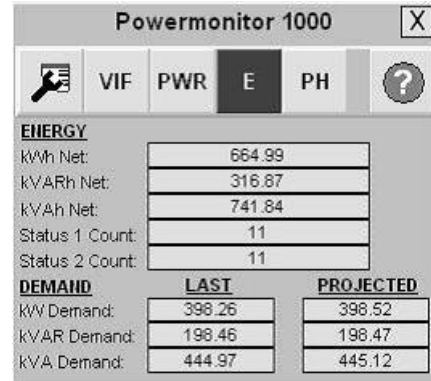 Powermonitor 1000 X
VIF PWR E PH ?
ENERGY
kWh Net: 664.99
kVARh Net: 316.87
kVAh Net: 741.84
Status 1 Count: 11
Status 2 Count: 11
DEMAND LAST PROJECTED
kW Demand: 398.26 398.52
kVAR Demand: 198.46 198.47
kVA Demand: 444.97 445.12